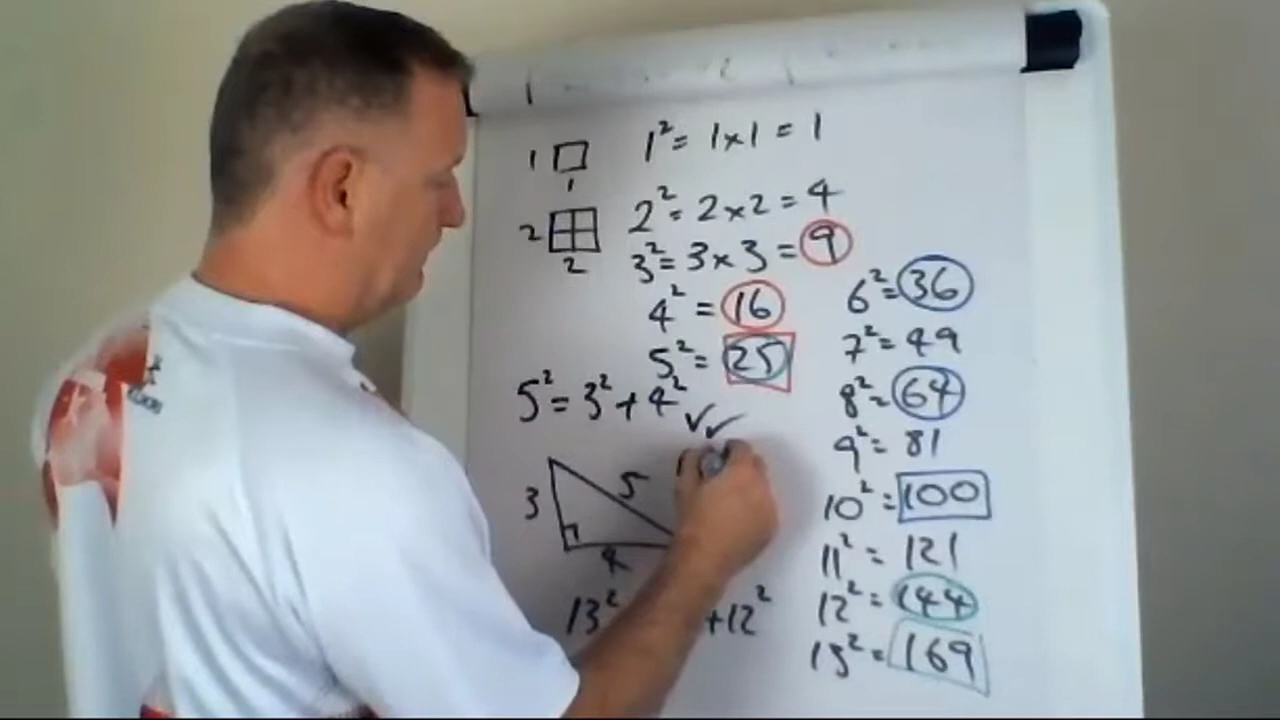 1 1² = 1×1 = 1
1
2 2² = 2×2 = 4
2
3² = 3×3 = 9
4² = 16
5² = 25
5² = 3² + 4²
3 5
4
13² +12²
6² = 36
7² = 49
8² = 64
9² = 81
10² = 100
11² = 121
12² = 144
13² = 169